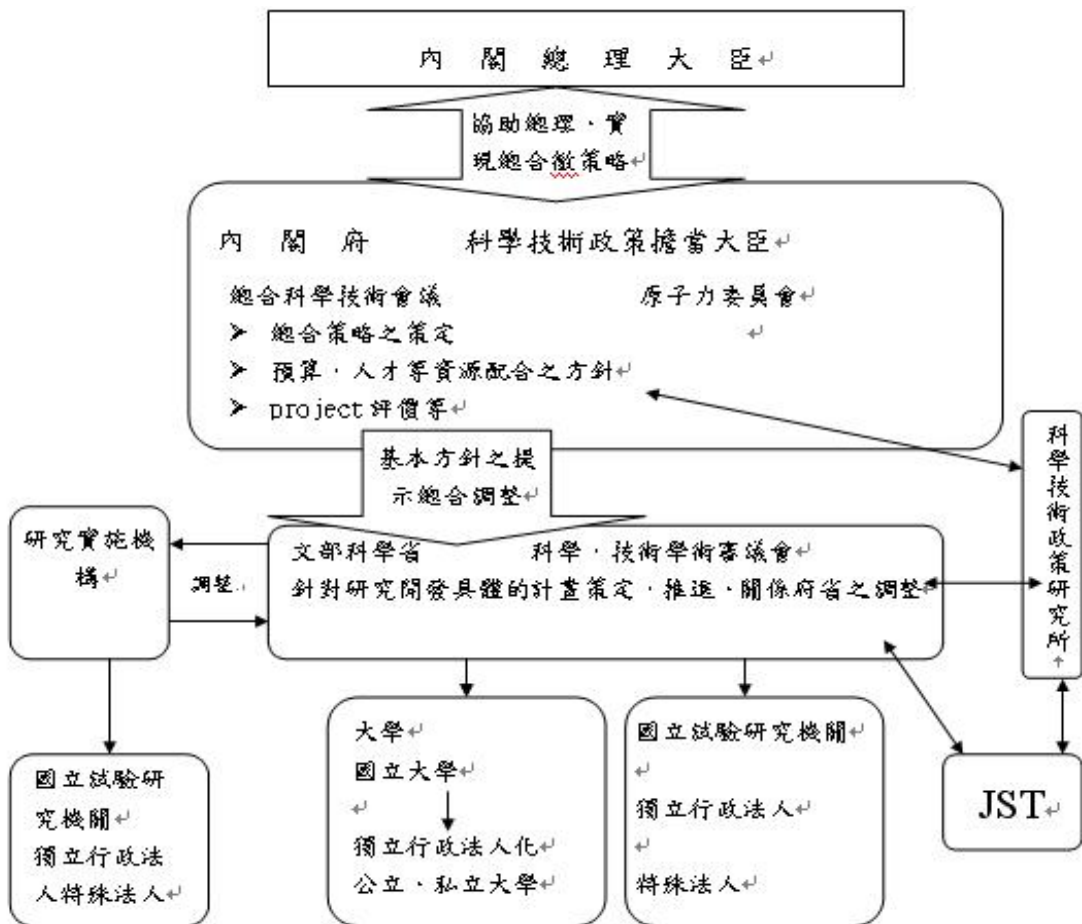 內閣總理大臣
協助總理、實
現總合徵策略
內閣府 科學技術政策擔當大臣
總合科學技術會議 原子力委員會
➢ 總合策略之策定
➢ 預算、人才等資源配合之方針
➢ project 評價等
基本方針之提
示總合調整
科學技術政策研究所
研究實施機
構
調整
文部科學省 科學、技術學術審議會
針對研究開發具體的計畫策定、推進、關係府省之調整
國立試驗研
究機關
獨立行政法
人特殊法人
大學
國立大學
獨立行政法人化
公立、私立大學
國立試驗研究機關
獨立行政法人
特殊法人
JST